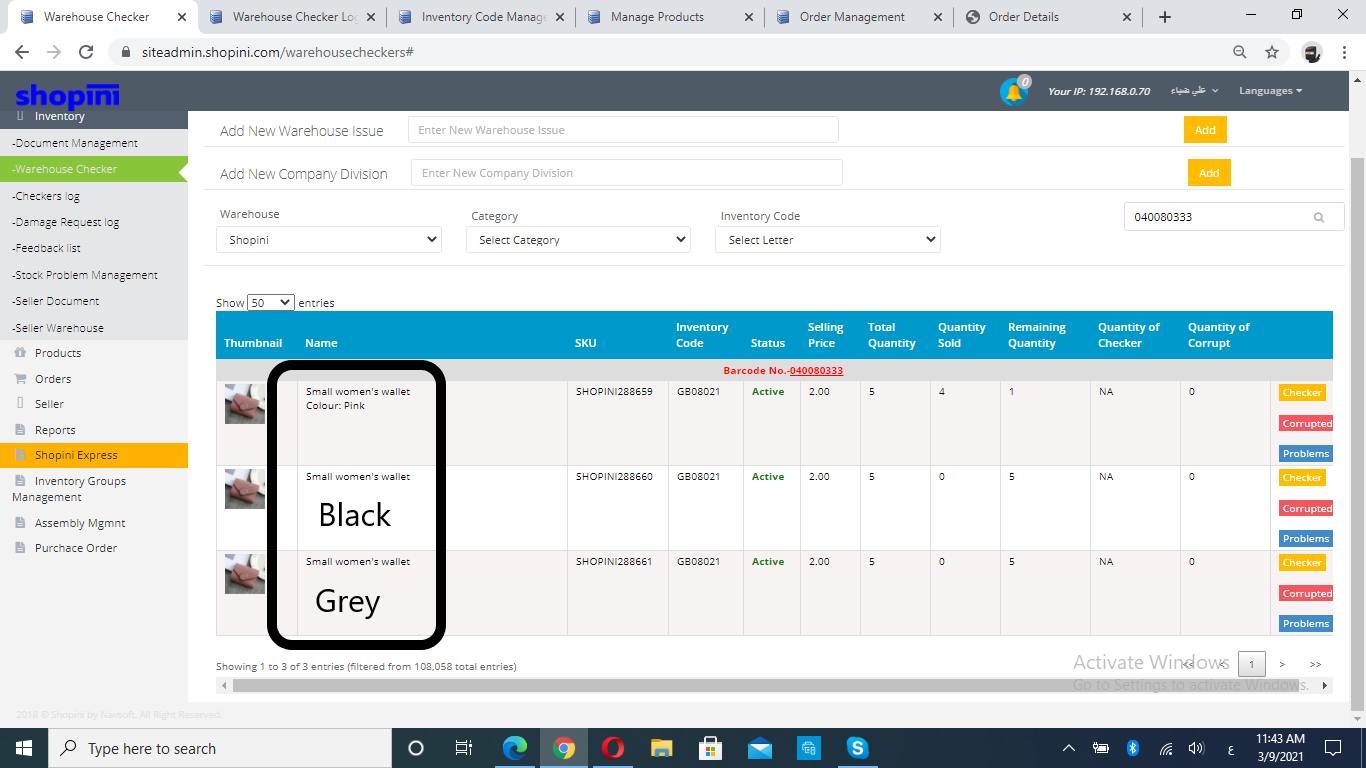 Warehouse Checker
Warehouse Checker Lo
Inventory Code Manag
Manage Products
Order Management
Order Details
siteadmin.shopini.com/warehousecheckers#
shopini
0
Your IP: 192.168.0.70
علي ضياء
Languages
Inventory
-Document Management
-Warehouse Checker
-Checkers log
-Damage Request log
-Feedback list
-Stock Problem Management
-Seller Document
-Seller Warehouse
Products
Orders
Seller
Reports
Shopini Express
Inventory Groups
Management
Assembly Mgmnt
Purchace Order
Add New Warehouse Issue
Enter New Warehouse Issue
Add
Add New Company Division
Enter New Company Division
Add
Warehouse
Category
Inventory Code
Shopini
Select Category
Select Letter
040080333
Show 50 entries
Thumbnail
Name
SKU
Inventory
Code
Status
Selling
Price
Total
Quantity
Quantity
Sold
Remaining
Quantity
Quantity of
Checker
Quantity of
Corrupt
Barcode No.-040080333
Small women's wallet
Colour: Pink
SHOPINI288659
GB08021
Active
2.00
5
4
1
NA
0
Checker
Corrupted
Problems
Small women's wallet
Black
SHOPINI288660
GB08021
Active
2.00
5
0
5
NA
0
Checker
Corrupted
Problems
Small women's wallet
Grey
SHOPINI288661
GB08021
Active
2.00
5
0
5
NA
0
Checker
Corrupted
Problems
Showing 1 to 3 of 3 entries (filtered from 108,058 total entries)
<< < 1 > >>
Activate Windows
Go to Settings to activate Windows.
2018 © Shopini by Navsoft. All Right Reserved.
Type here to search
ع
11:43 AM
3/9/2021